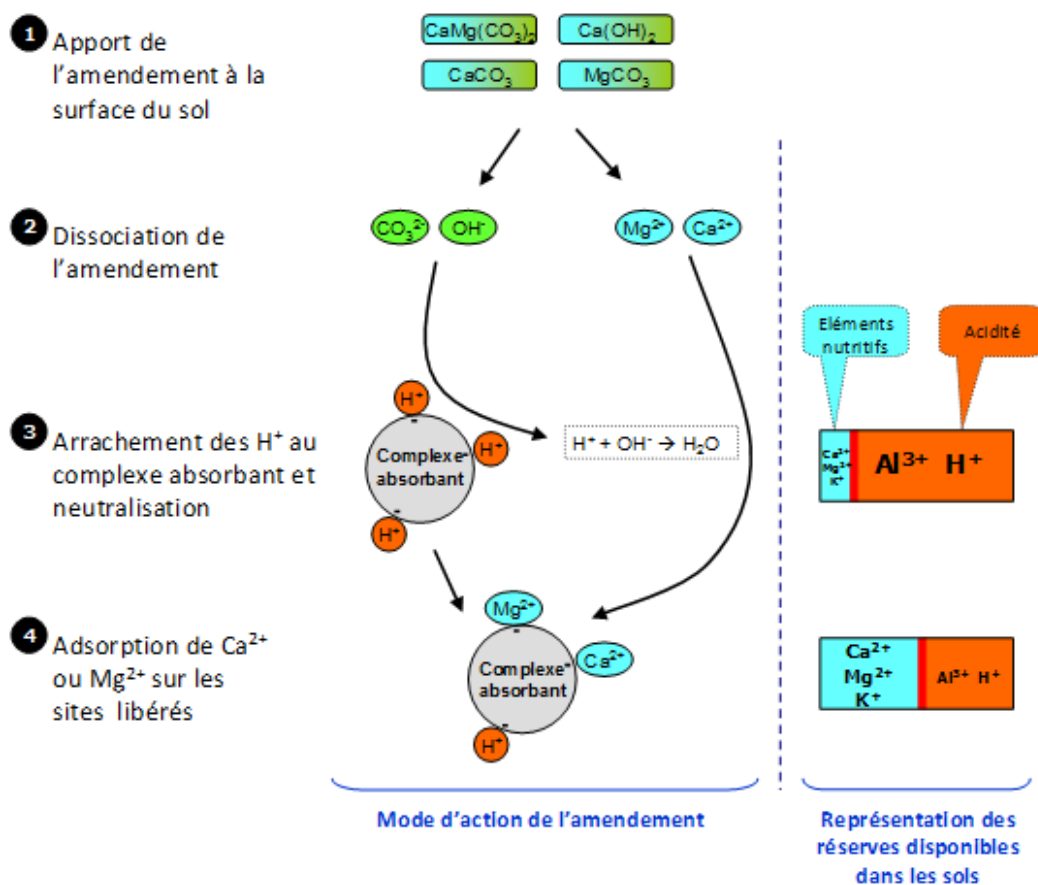 1 Apport de
l'amendement à la
surface du sol
CaMg(CO₃)₂ Ca(OH)₂
CaCO₃ MgCO₃
2 Dissociation de
l'amendement
CO₃²⁻ OH⁻ Mg²⁺ Ca²⁺
Eléments
nutritifs
Acidité
3 Arrachement des H⁺ au
complexe absorbant et
neutralisation
H⁺
H⁺
H⁺
-
-
-
Complexe
absorbant
H⁺ + OH⁻ → H₂O
Ca²⁺
Mg²⁺
K⁺
Al³⁺ H⁺
4 Adsorption de Ca²⁺
ou Mg²⁺ sur les
sites libérés
Mg²⁺
Ca²⁺
H⁺
-
-
-
Complexe
absorbant
Ca²⁺
Mg²⁺
K⁺
Al³⁺ H⁺
Mode d'action de l'amendement
Représentation des
réserves disponibles
dans les sols